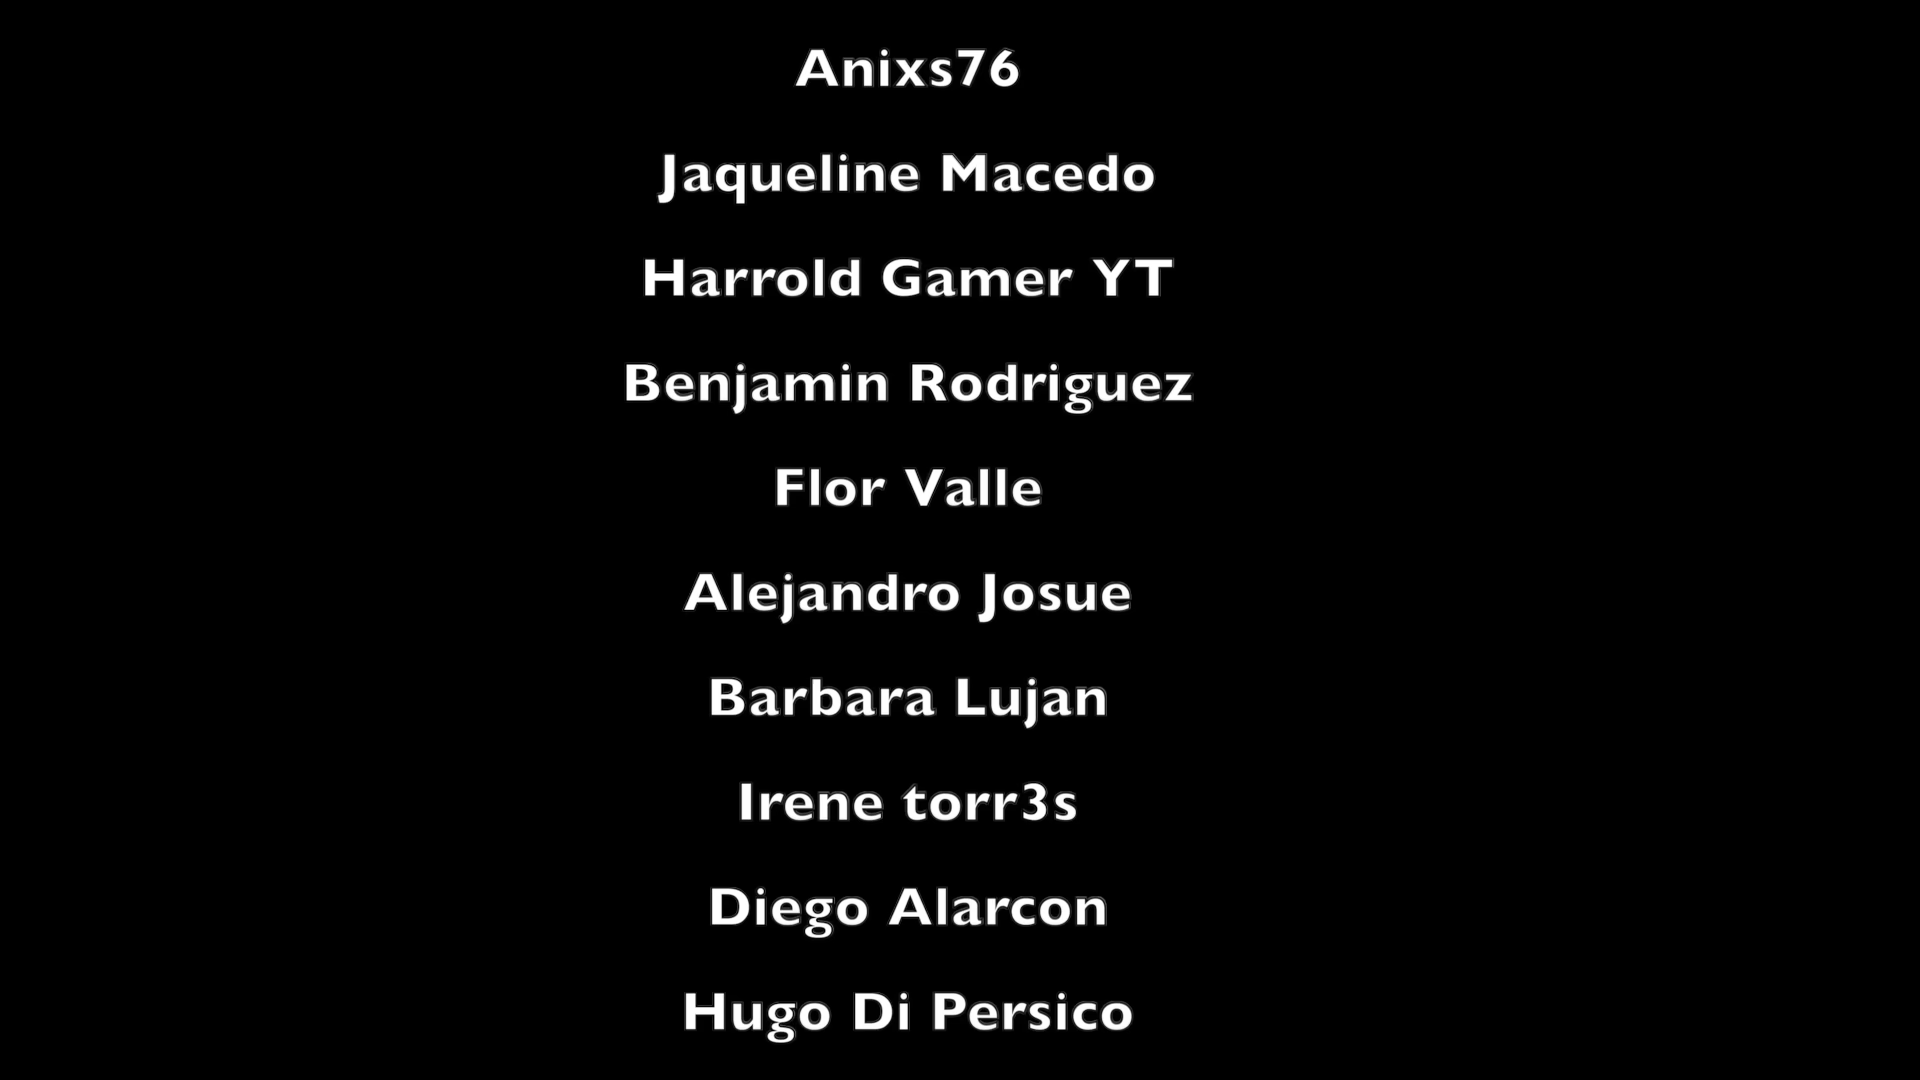 Anixs76
Jaqueline Macedo
Harrold Gamer YT
Benjamin Rodriguez
Flor Valle
Alejandro Josue
Barbara Lujan
Irene torr3s
Diego Alarcon
Hugo Di Persico